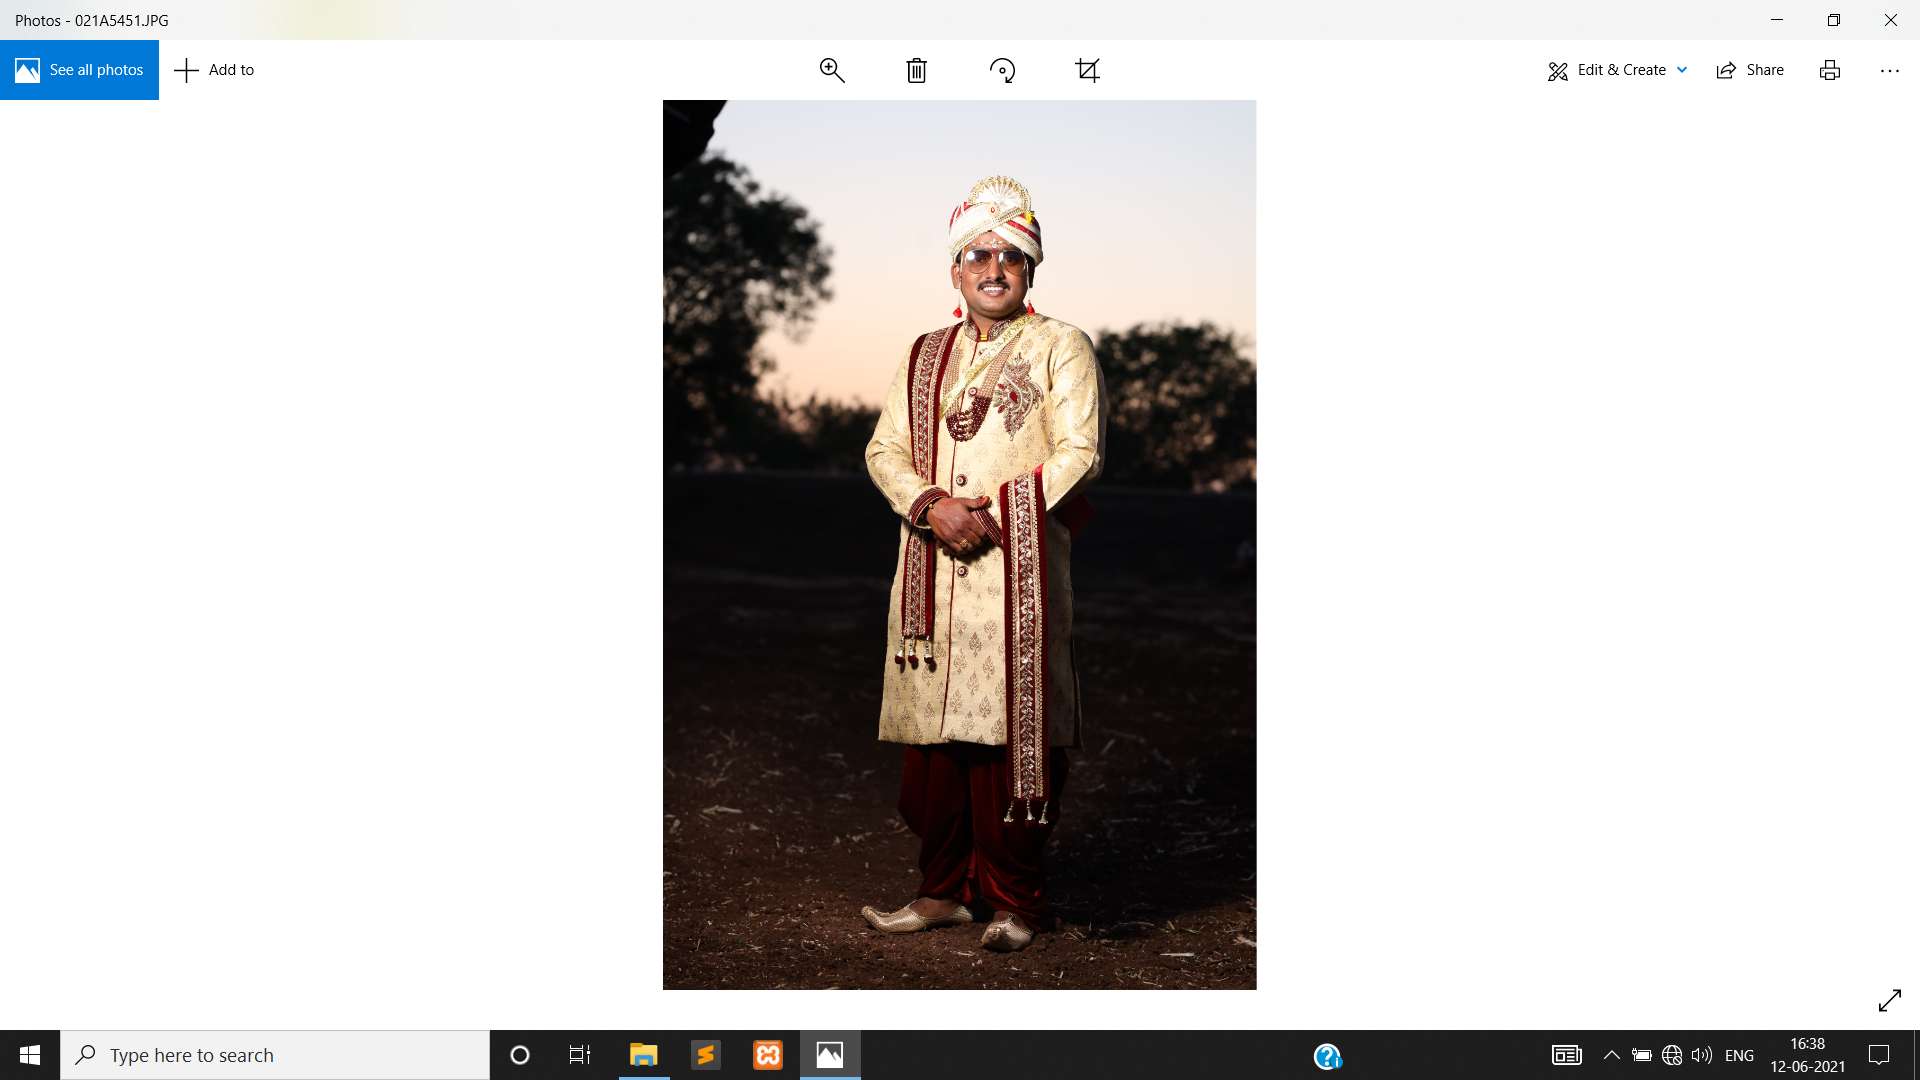 Photos - 021A5451.JPG
See all photos
Add to
Edit & Create
Share
Type here to search
ENG
16:38
12-06-2021